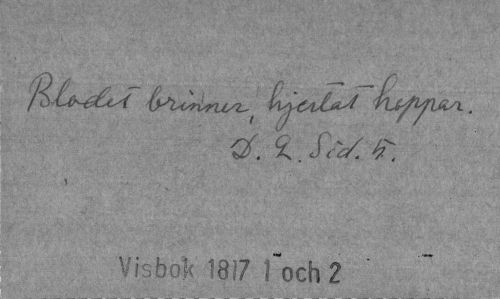 Blodet brinner, hjertat hoppar.
D. 2. Sid. 5.
Visbok 1817 1 och 2